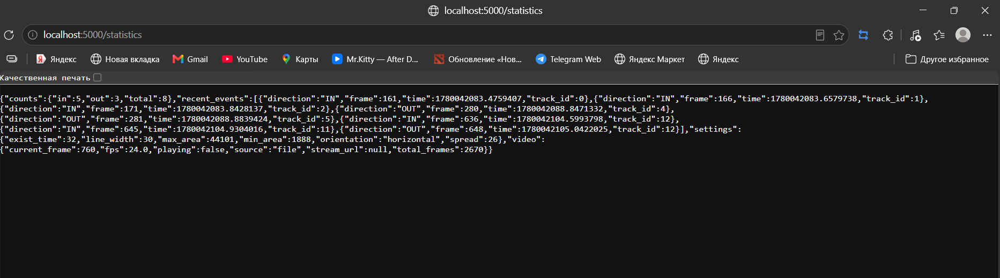 localhost:5000/statistics
localhost:5000/statistics
Яндекс Новая вкладка Gmail YouTube Карты Mr.Kitty — After D... Обновление «Нов... Telegram Web Яндекс Маркет Яндекс Другое избранное
Качественная печать
{"counts":{"in":5,"out":3,"total":8},"recent_events":[{"direction":"IN","frame":161,"time":1780042083.4759407,"track_id":0},{"direction":"IN","frame":166,"time":1780042083.6579738,"track_id":1},
{"direction":"IN","frame":171,"time":1780042083.8428137,"track_id":2},{"direction":"OUT","frame":280,"time":1780042088.8471332,"track_id":4},
{"direction":"OUT","frame":281,"time":1780042088.8839424,"track_id":5},{"direction":"IN","frame":636,"time":1780042104.5993798,"track_id":12},
{"direction":"IN","frame":645,"time":1780042104.9304016,"track_id":11},{"direction":"OUT","frame":648,"time":1780042105.0422025,"track_id":12}],"settings":
{"exist_time":32,"line_width":30,"max_area":44101,"min_area":1888,"orientation":"horizontal","spread":26},"video":
{"current_frame":760,"fps":24.0,"playing":false,"source":"file","stream_url":null,"total_frames":2670}}